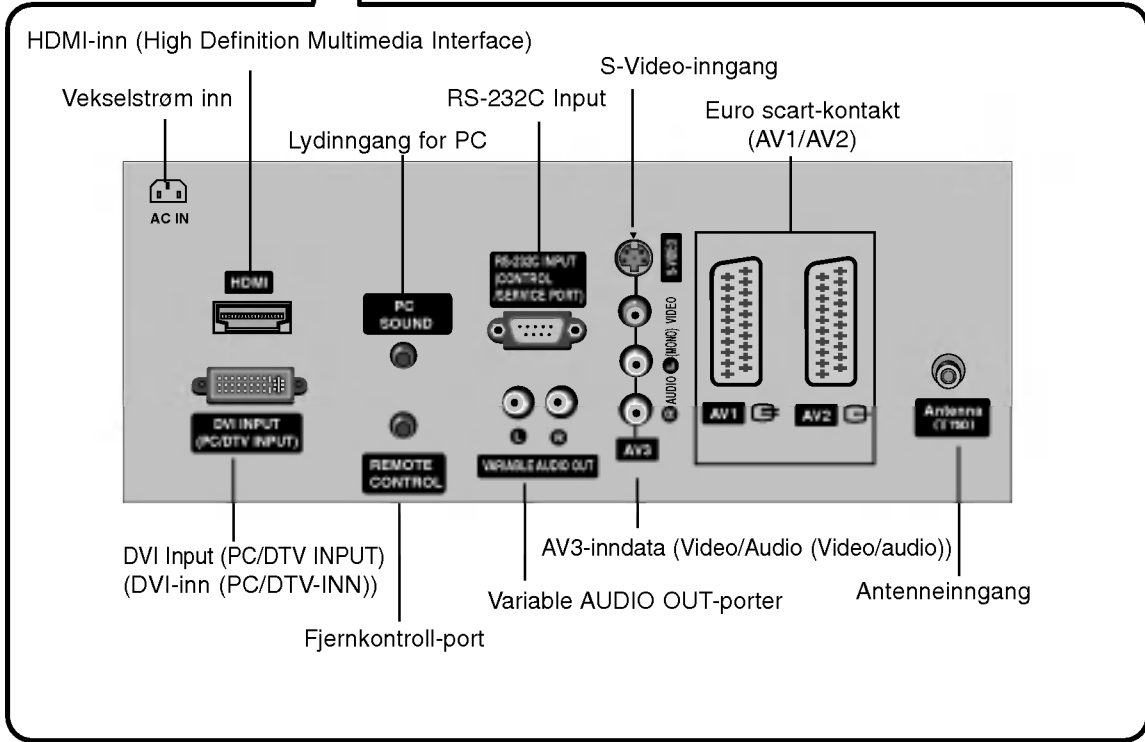 HDMI-inn (High Definition Multimedia Interface)
S-Video-inngang
Vekselstrøm inn
RS-232C Input
Euro scart-kontakt
(AV1/AV2)
Lydinngang for PC
AC IN
HDMI
PC
SOUND
RS-232C INPUT
(CONTROL
/SERVICE PORT)
S-VIDEO
VIDEO
(MONO)
AUDIO
L
R
DVI INPUT
(PC/DTV INPUT)
REMOTE
CONTROL
L
R
VARIABLE AUDIO OUT
AV3
AV1
AV2
Antenna
DVI Input (PC/DTV INPUT)
(DVI-inn (PC/DTV-INN))
AV3-inndata (Video/Audio (Video/audio))
Variable AUDIO OUT-porter
Antenneinngang
Fjernkontroll-port